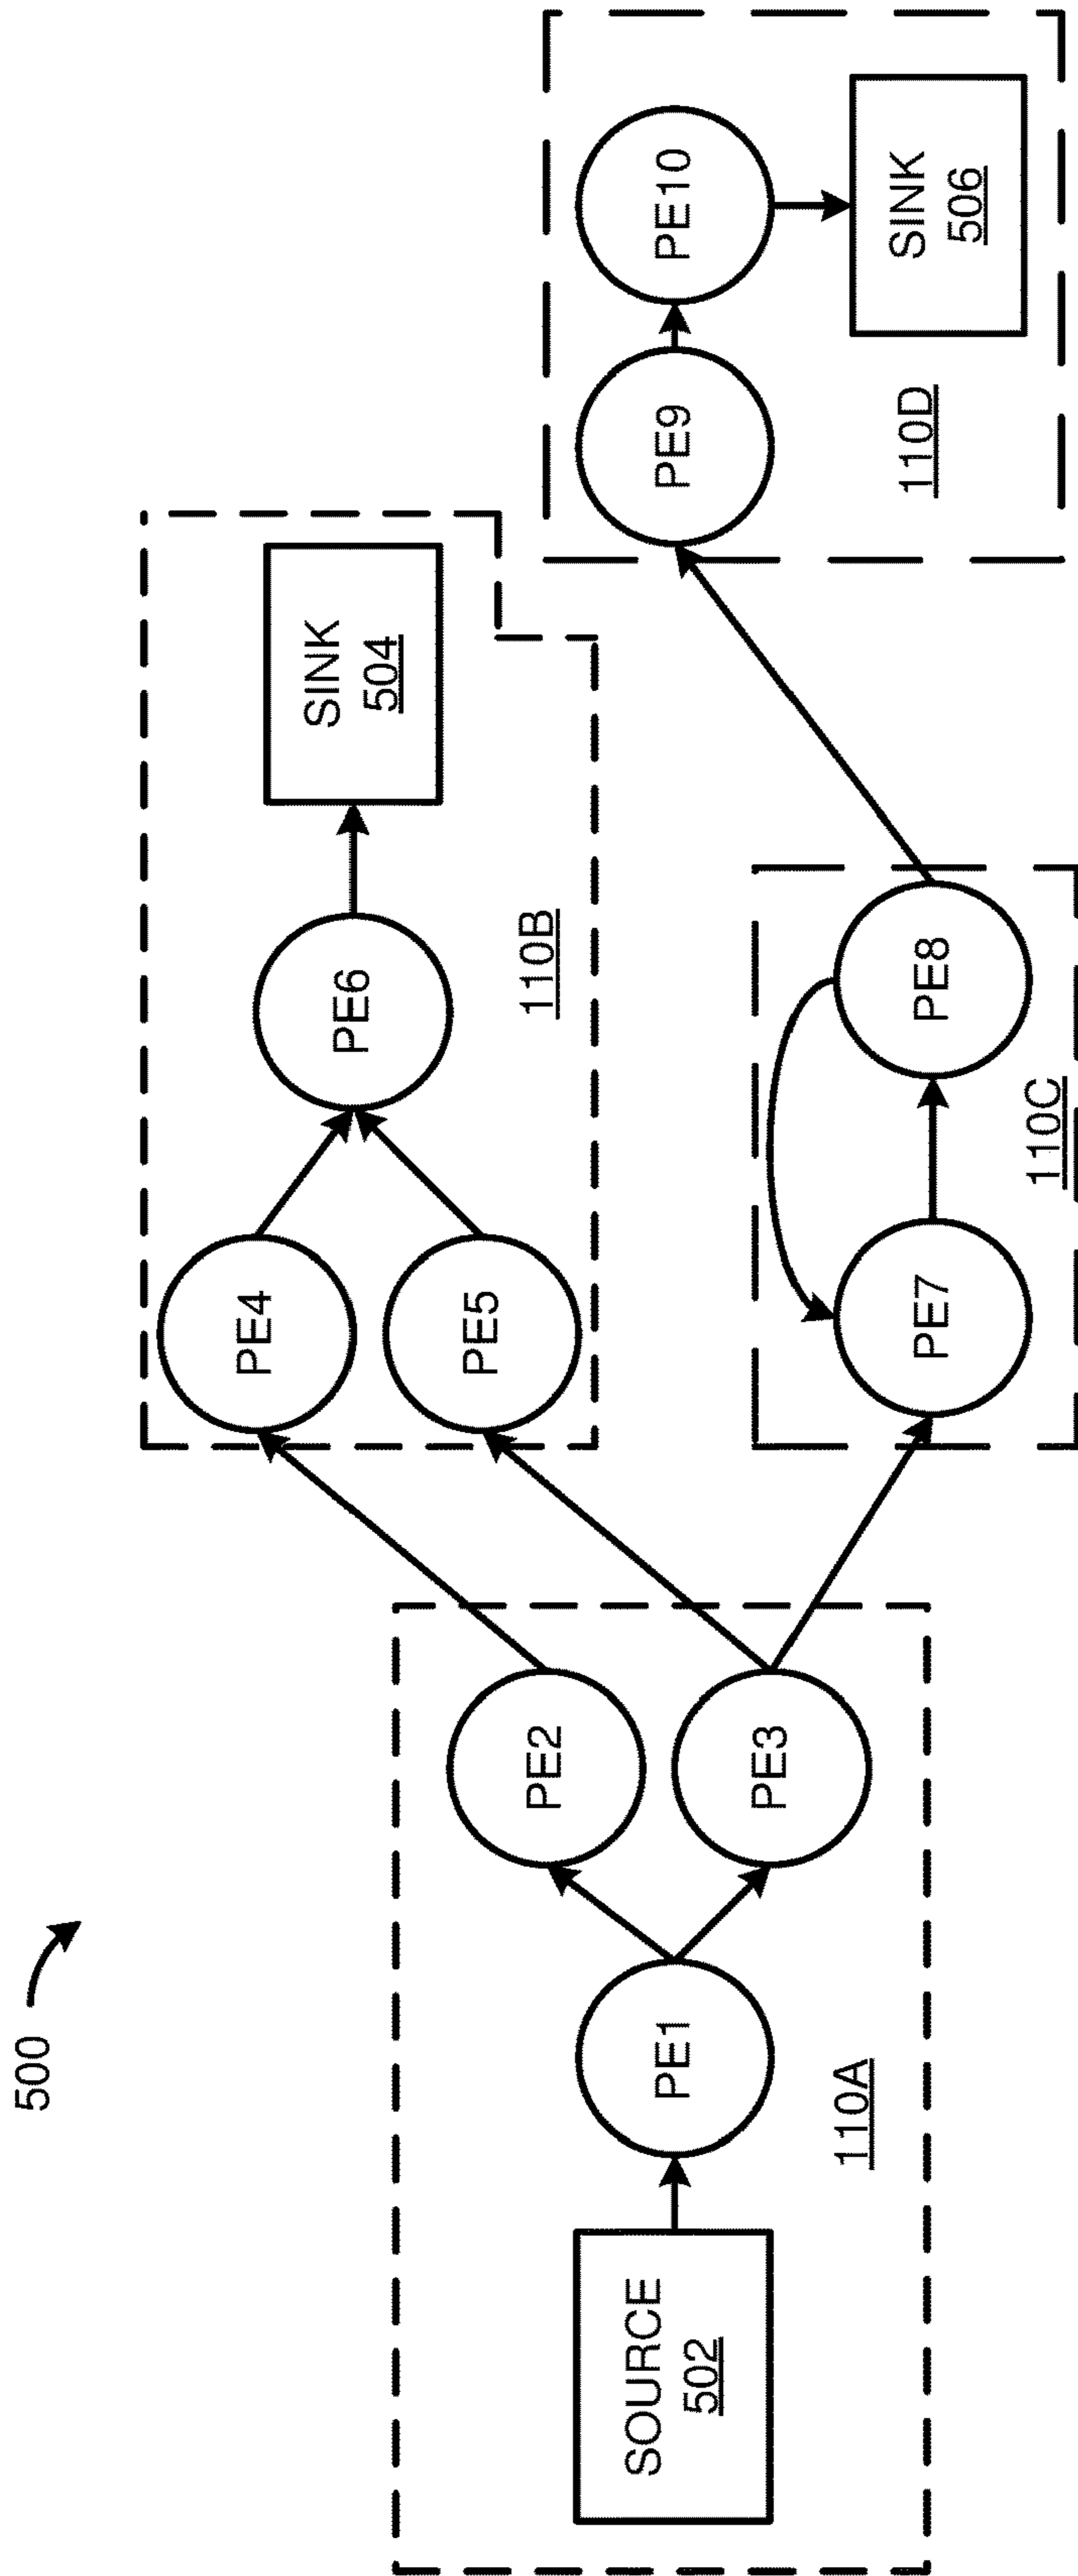 500
SOURCE
502
PE1
PE2
PE3
110A
PE4
PE5
PE6
SINK
504
110B
PE7
PE8
110C
PE9
PE10
SINK
506
110D